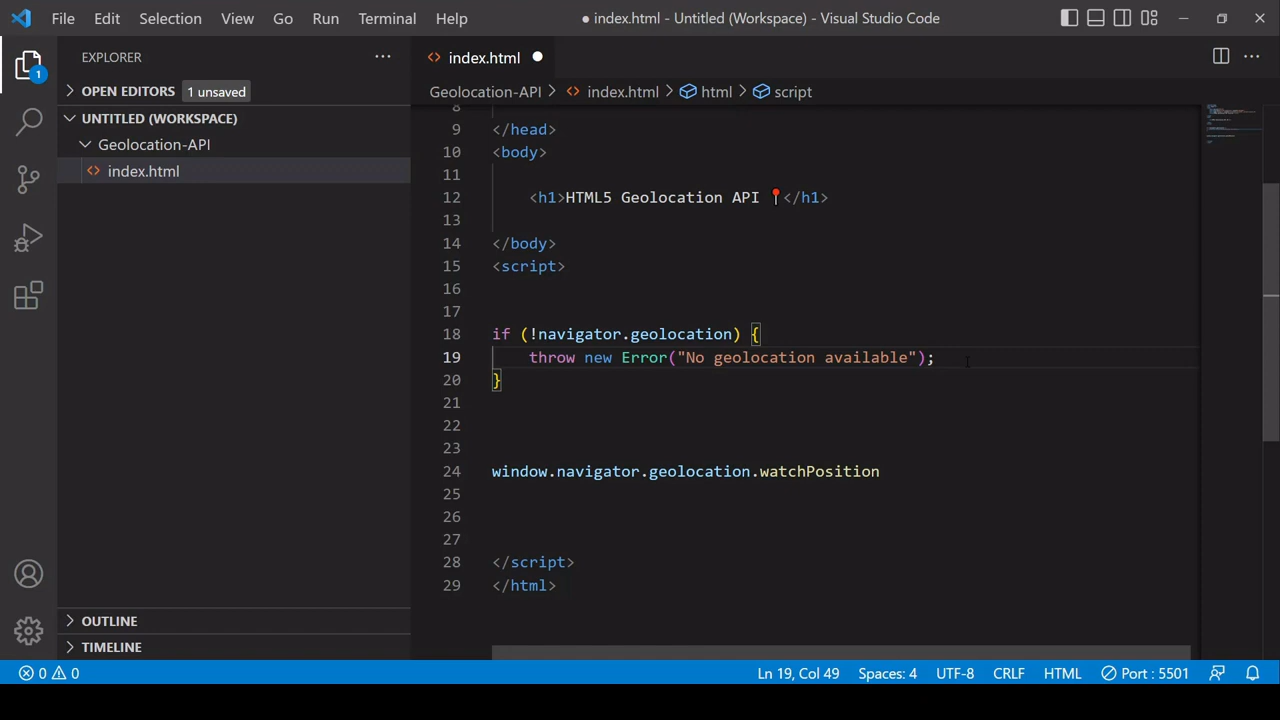 File Edit Selection View Go Run Terminal Help ● index.html - Untitled (Workspace) - Visual Studio Code
EXPLORER ···
1
OPEN EDITORS 1 unsaved
UNTITLED (WORKSPACE)
Geolocation-API
index.html
OUTLINE
TIMELINE
index.html
Geolocation-API > index.html > html > script
8
9 </head>
10 <body>
11
12 <h1>HTML5 Geolocation API 📍</h1>
13
14 </body>
15 <script>
16
17
18 if (!navigator.geolocation) {
19 throw new Error("No geolocation available");
20 }
21
22
23
24 window.navigator.geolocation.watchPosition
25
26
27
28 </script>
29 </html>
0 0 Ln 19, Col 49 Spaces: 4 UTF-8 CRLF HTML Port : 5501